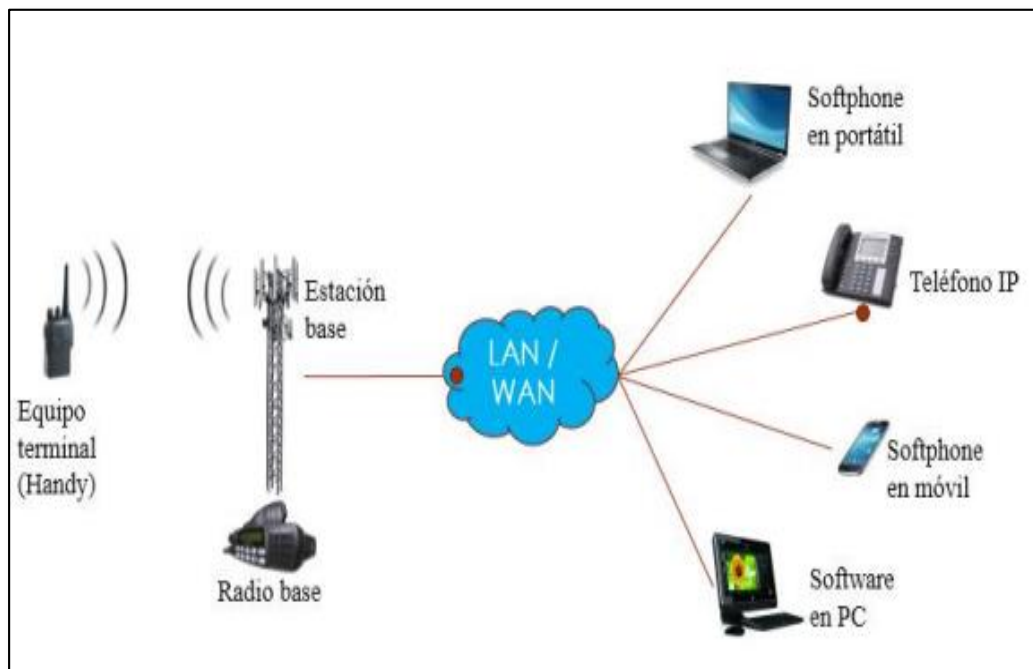 Softphone
en portátil
Teléfono IP
Estación
base
LAN /
WAN
Equipo
terminal
(Handy)
Softphone
en móvil
Radio base
Software
en PC